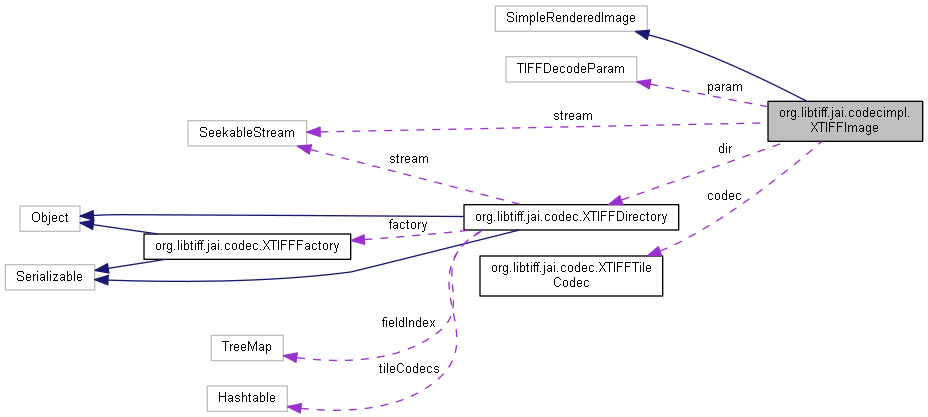 SimpleRenderedImage
TIFFDecodeParam
param
org.libtiff.jai.codecimpl.
XTIFFImage
stream
SeekableStream
stream
dir
codec
Object
org.libtiff.jai.codec.XTIFFDirectory
factory
org.libtiff.jai.codec.XTIFFFactory
Serializable
org.libtiff.jai.codec.XTIFFTile
Codec
fieldIndex
TreeMap
tileCodecs
Hashtable